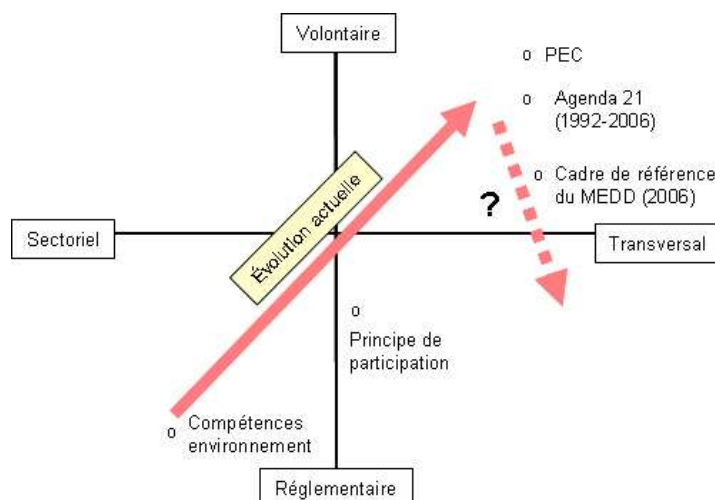 Volontaire
o PEC
o Agenda 21
(1992-2006)
o Cadre de référence
du MEDD (2006)
?
Évolution actuelle
Sectoriel
Transversal
o
Principe de
participation
o Compétences
environnement
Réglementaire